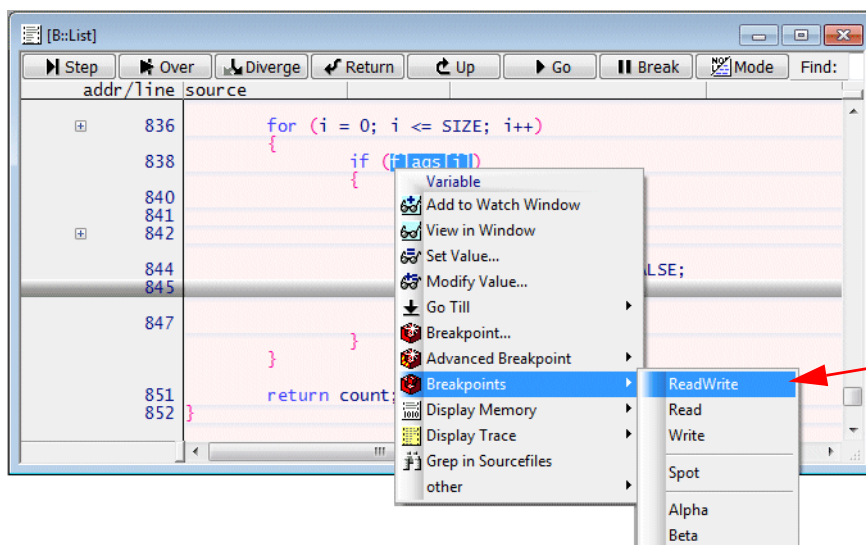 [B::List]
Step Over Diverge Return Up Go Break Mode Find:
addr/line source
836 for (i = 0; i <= SIZE; i++)
{
838 if (flags[i])
{
840
841
842
844 ALSE;
845
847
}
}
851 return count;
852 }
Variable
Add to Watch Window
View in Window
Set Value...
Modify Value...
Go Till
Breakpoint...
Advanced Breakpoint
Breakpoints
Display Memory
Display Trace
Grep in Sourcefiles
other
ReadWrite
Read
Write
Spot
Alpha
Beta